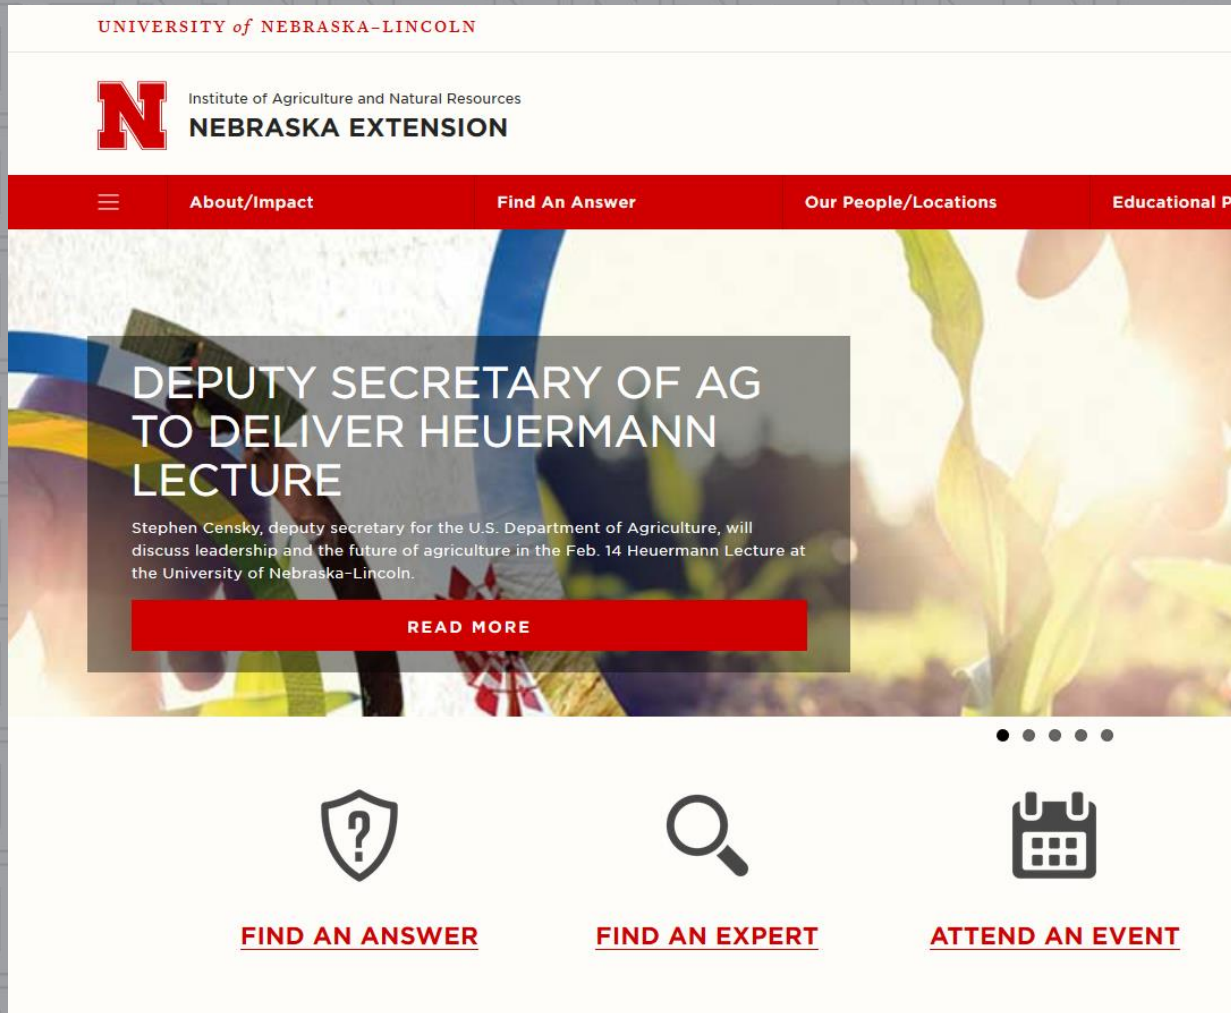 UNIVERSITY of NEBRASKA–LINCOLN
N
Institute of Agriculture and Natural Resources
NEBRASKA EXTENSION
About/Impact
Find An Answer
Our People/Locations
Educational P
DEPUTY SECRETARY OF AG
TO DELIVER HEUERMANN
LECTURE
Stephen Censky, deputy secretary for the U.S. Department of Agriculture, will
discuss leadership and the future of agriculture in the Feb. 14 Heuermann Lecture at
the University of Nebraska–Lincoln.
READ MORE
?
FIND AN ANSWER
FIND AN EXPERT
ATTEND AN EVENT